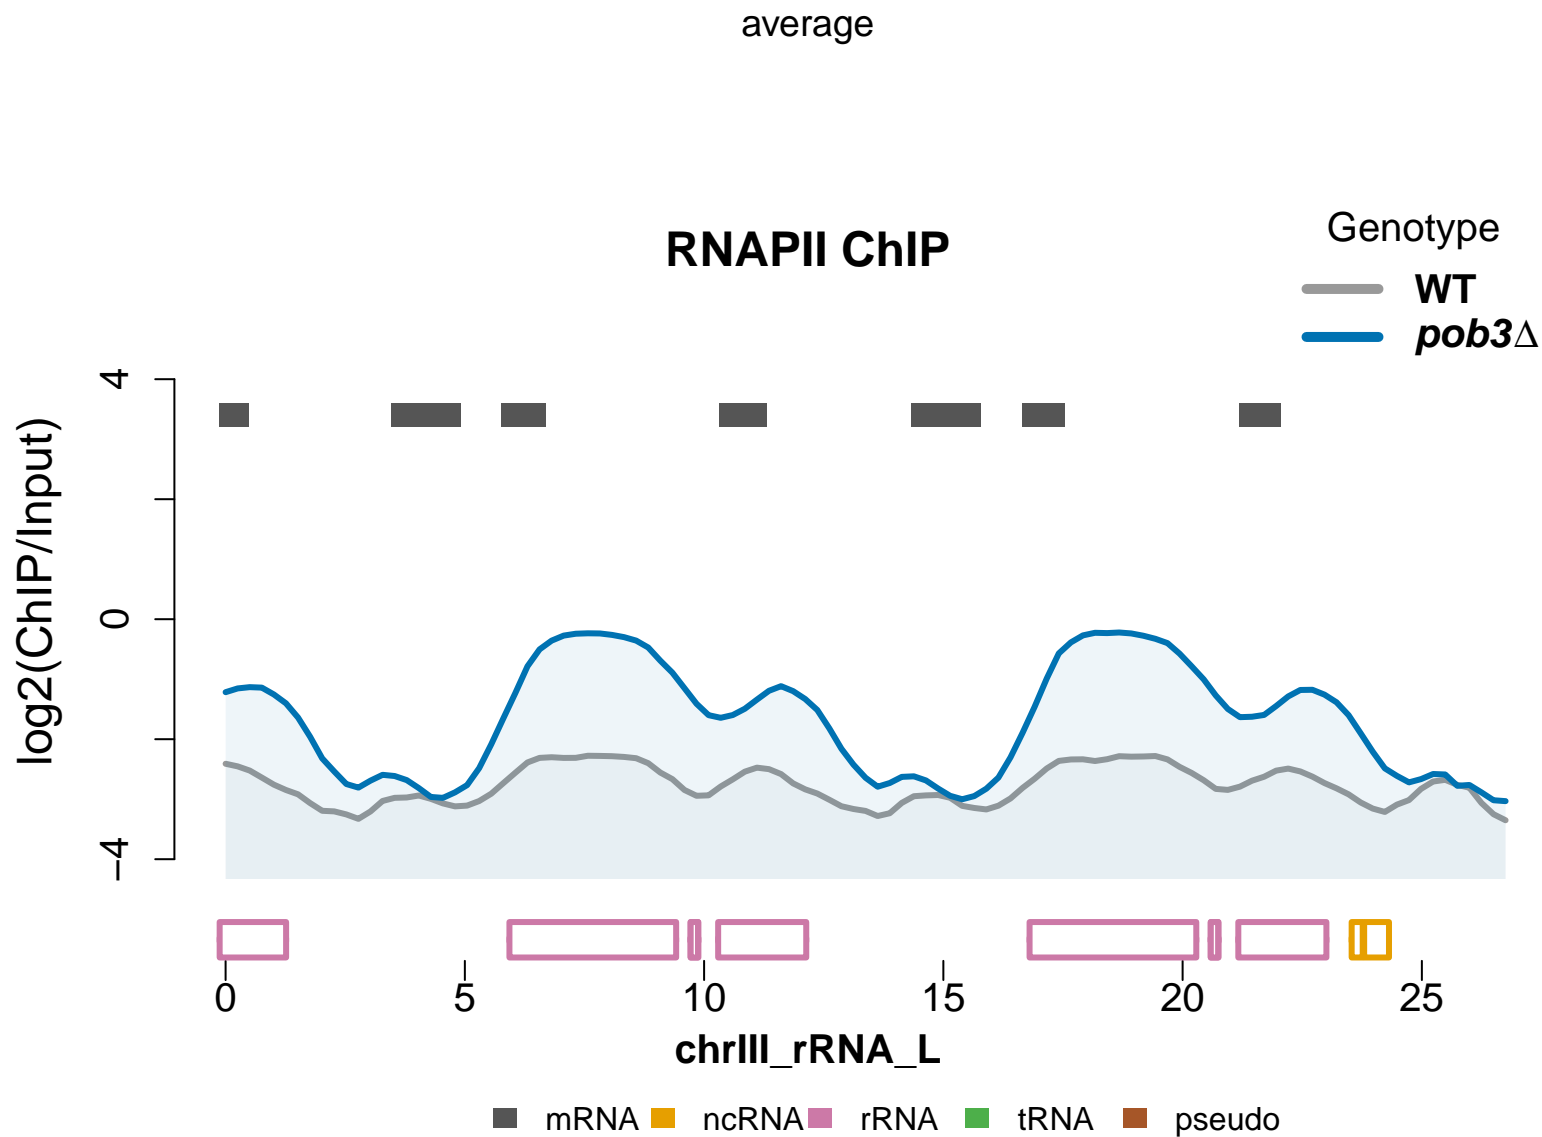 average
RNAPII ChIP
Genotype
WT
pob3Δ
log2(ChIP/Input)
4
0
−4
0 5 10 15 20 25
chrIII_rRNA_L
mRNA ncRNA rRNA tRNA pseudo